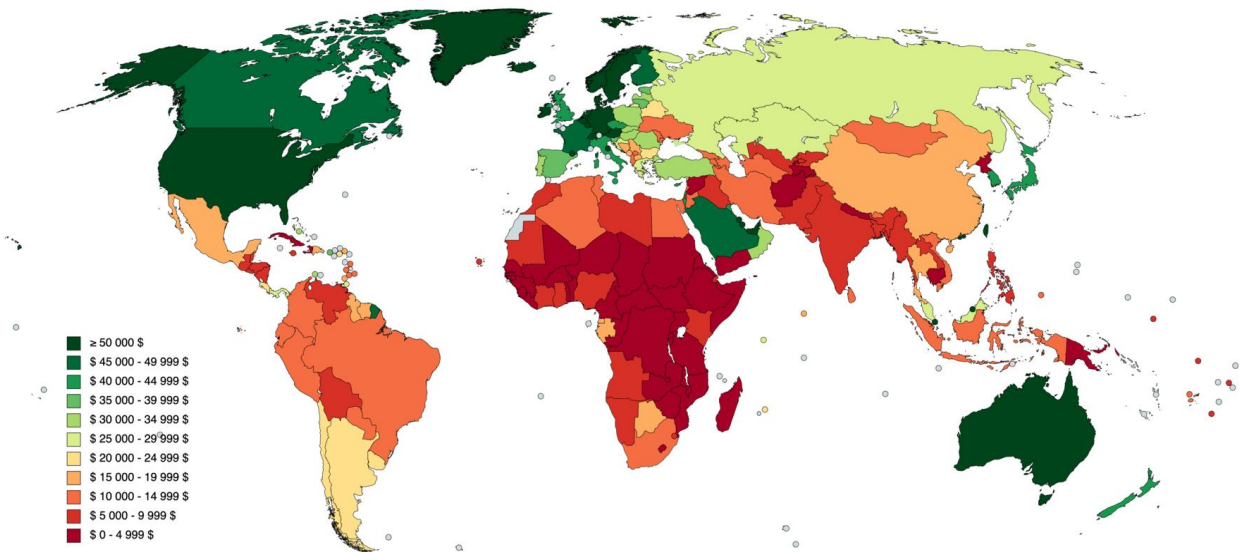 ≥ 50 000 $
$ 45 000 - 49 999 $
$ 40 000 - 44 999 $
$ 35 000 - 39 999 $
$ 30 000 - 34 999 $
$ 25 000 - 29 999 $
$ 20 000 - 24 999 $
$ 15 000 - 19 999 $
$ 10 000 - 14 999 $
$ 5 000 - 9 999 $
$ 0 - 4 999 $